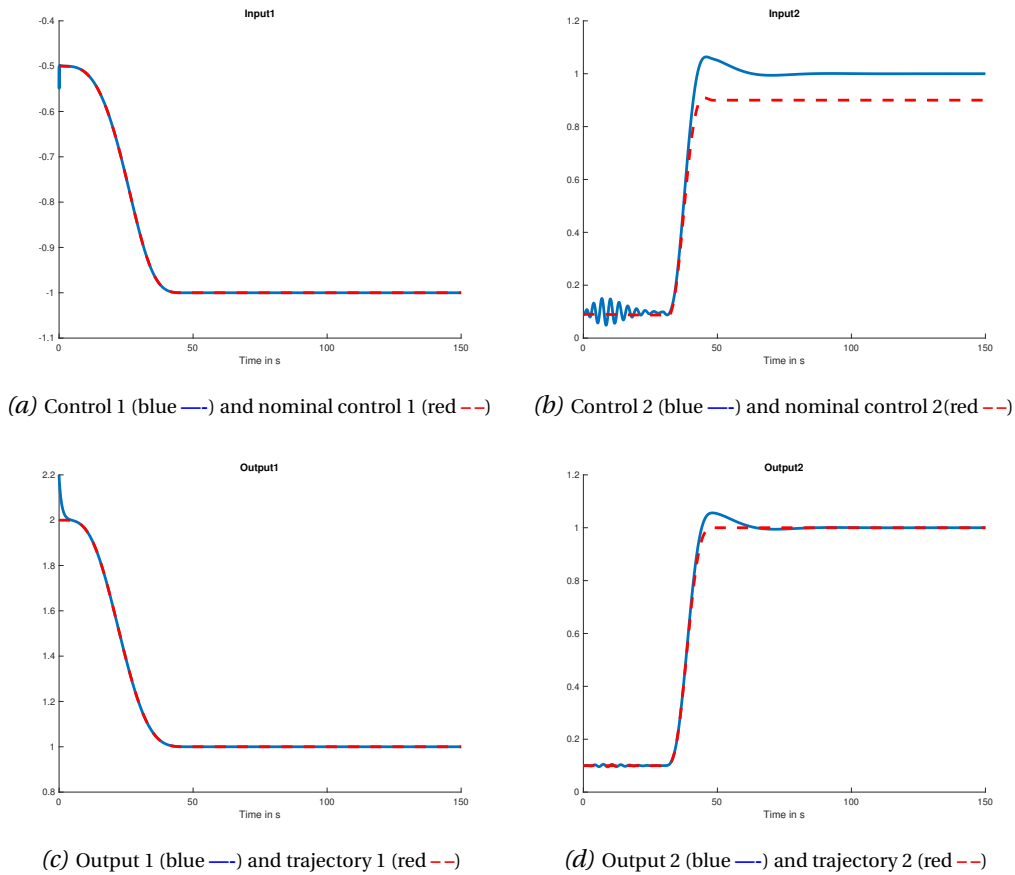 Input1
-0.4
-0.5
-0.6
-0.7
-0.8
-0.9
-1
-1.1
0 50 100 150
Time in s
(a) Control 1 (blue —-) and nominal control 1 (red --)
Input2
1.2
1
0.8
0.6
0.4
0.2
0
0 50 100 150
Time in s
(b) Control 2 (blue —-) and nominal control 2(red --)
Output1
2.2
2
1.8
1.6
1.4
1.2
1
0.8
0 50 100 150
Time in s
(c) Output 1 (blue —-) and trajectory 1 (red --)
Output2
1.2
1
0.8
0.6
0.4
0.2
0
0 50 100 150
Time in s
(d) Output 2 (blue —-) and trajectory 2 (red --)